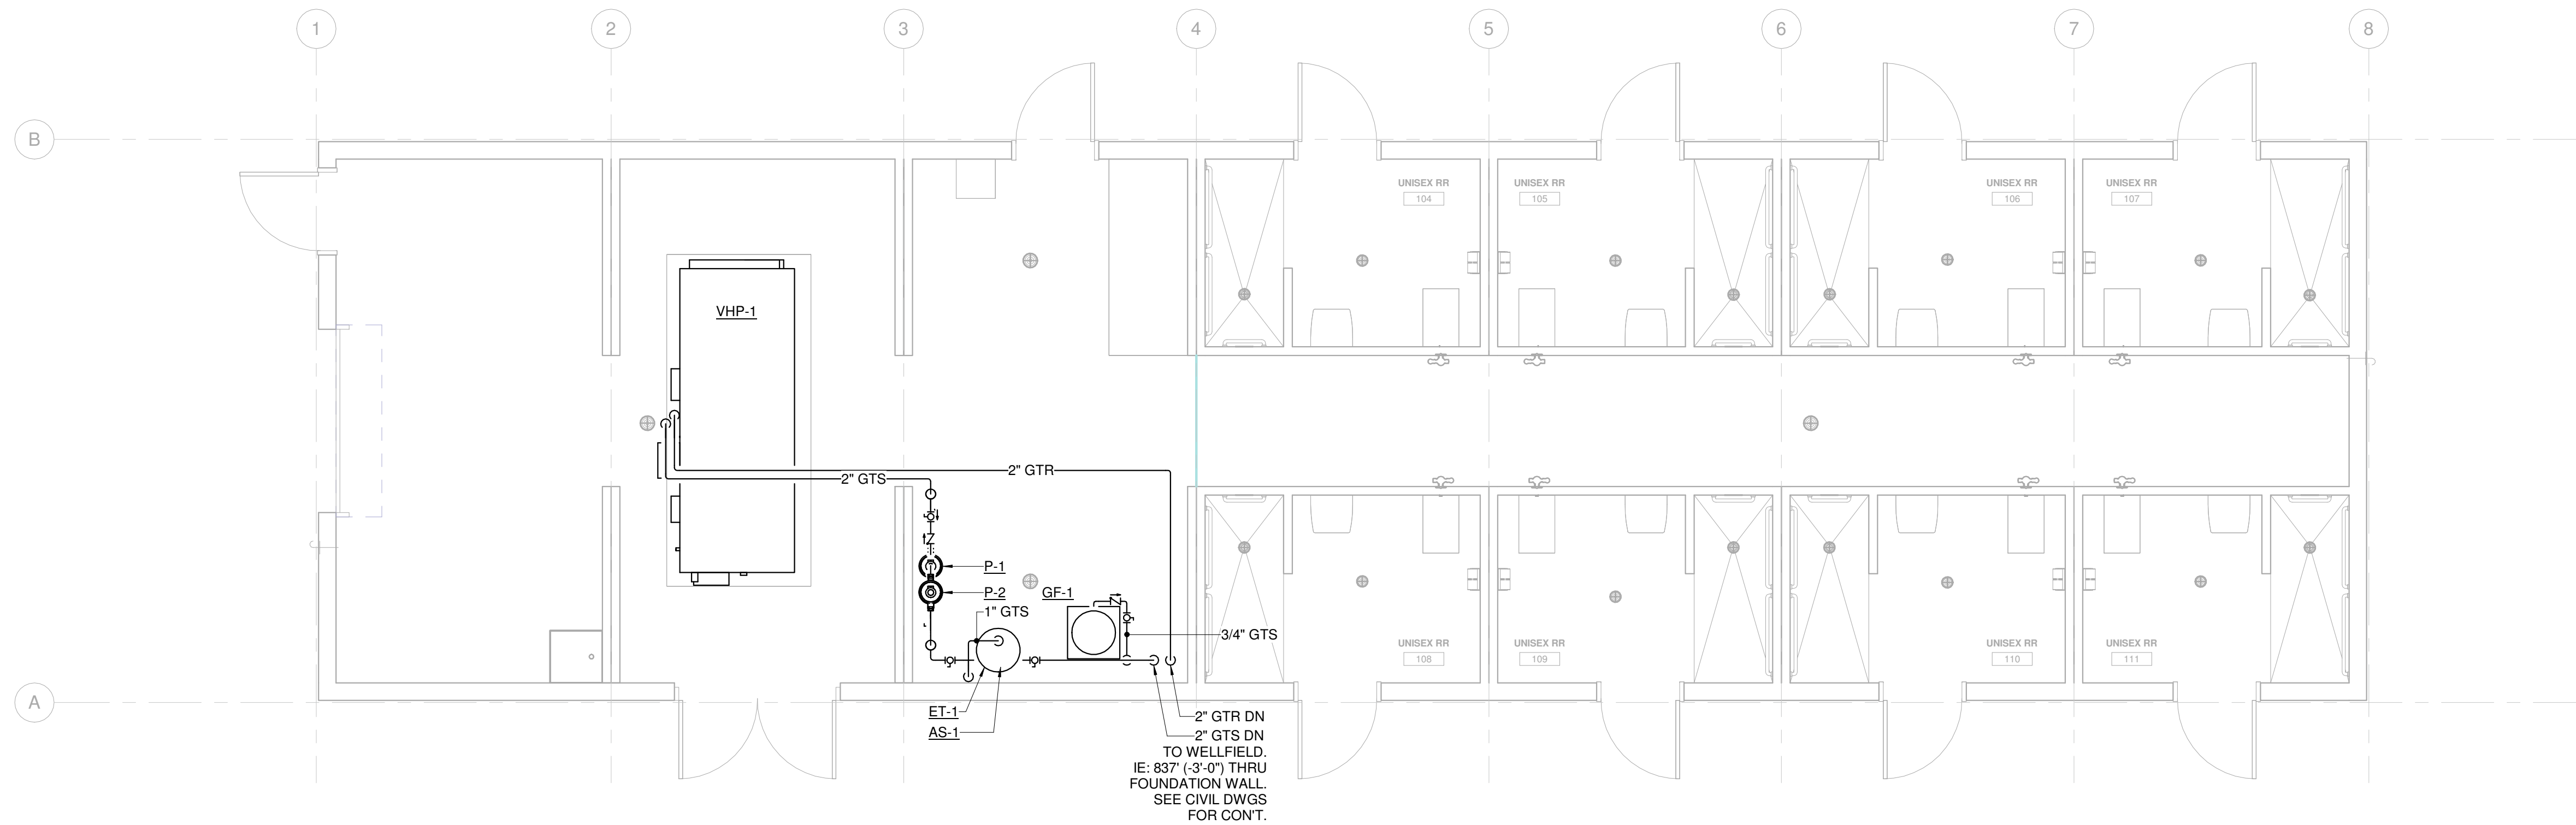 1
2
3
4
5
6
7
8
B
UNISEX RR
104
UNISEX RR
105
UNISEX RR
106
UNISEX RR
107
VHP-1
2" GTR
2" GTS
P-1
P-2
GF-1
1" GTS
3/4" GTS
UNISEX RR
108
UNISEX RR
109
UNISEX RR
110
UNISEX RR
111
A
ET-1
AS-1
2" GTR DN
2" GTS DN
TO WELLFIELD.
IE: 837' (-3'-0") THRU
FOUNDATION WALL.
SEE CIVIL DWGS
FOR CON'T.